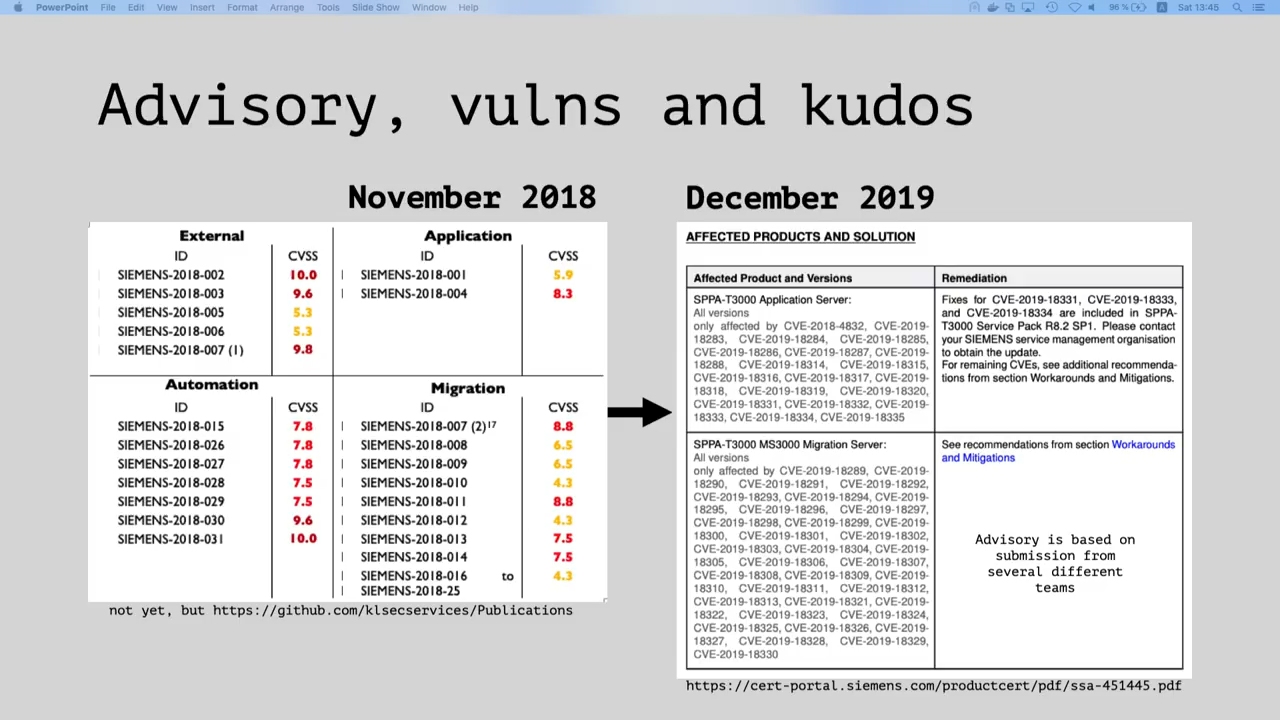 PowerPoint File Edit View Insert Format Arrange Tools Slide Show Window Help 96 % A Sat 13:45
Advisory, vulns and kudos
November 2018
External
ID CVSS
SIEMENS-2018-002 10.0
SIEMENS-2018-003 9.6
SIEMENS-2018-005 5.3
SIEMENS-2018-006 5.3
SIEMENS-2018-007 (1) 9.8
Application
ID CVSS
SIEMENS-2018-001 5.9
SIEMENS-2018-004 8.3
Automation
ID CVSS
SIEMENS-2018-015 7.8
SIEMENS-2018-026 7.8
SIEMENS-2018-027 7.8
SIEMENS-2018-028 7.5
SIEMENS-2018-029 7.5
SIEMENS-2018-030 9.6
SIEMENS-2018-031 10.0
Migration
ID CVSS
SIEMENS-2018-007 (2)17 8.8
SIEMENS-2018-008 6.5
SIEMENS-2018-009 6.5
SIEMENS-2018-010 4.3
SIEMENS-2018-011 8.8
SIEMENS-2018-012 4.3
SIEMENS-2018-013 7.5
SIEMENS-2018-014 7.5
SIEMENS-2018-016 to 4.3
SIEMENS-2018-25
not yet, but https://github.com/klsecservices/Publications
December 2019
AFFECTED PRODUCTS AND SOLUTION
Affected Product and Versions Remediation
SPPA-T3000 Application Server:
All versions
only affected by CVE-2018-4832, CVE-2019-
18283, CVE-2019-18284, CVE-2019-18285,
CVE-2019-18286, CVE-2019-18287, CVE-2019-
18288, CVE-2019-18314, CVE-2019-18315,
CVE-2019-18316, CVE-2019-18317, CVE-2019-
18318, CVE-2019-18319, CVE-2019-18320,
CVE-2019-18331, CVE-2019-18332, CVE-2019-
18333, CVE-2019-18334, CVE-2019-18335
Fixes for CVE-2019-18331, CVE-2019-18333,
and CVE-2019-18334 are included in SPPA-
T3000 Service Pack R8.2 SP1. Please contact
your SIEMENS service management organisation
to obtain the update.
For remaining CVEs, see additional recommenda-
tions from section Workarounds and Mitigations.
SPPA-T3000 MS3000 Migration Server:
All versions
only affected by CVE-2019-18289, CVE-2019-
18290, CVE-2019-18291, CVE-2019-18292,
CVE-2019-18293, CVE-2019-18294, CVE-2019-
18295, CVE-2019-18296, CVE-2019-18297,
CVE-2019-18298, CVE-2019-18299, CVE-2019-
18300, CVE-2019-18301, CVE-2019-18302,
CVE-2019-18303, CVE-2019-18304, CVE-2019-
18305, CVE-2019-18306, CVE-2019-18307,
CVE-2019-18308, CVE-2019-18309, CVE-2019-
18310, CVE-2019-18311, CVE-2019-18312,
CVE-2019-18313, CVE-2019-18321, CVE-2019-
18322, CVE-2019-18323, CVE-2019-18324,
CVE-2019-18325, CVE-2019-18326, CVE-2019-
18327, CVE-2019-18328, CVE-2019-18329,
CVE-2019-18330
See recommendations from section Workarounds
and Mitigations
Advisory is based on
submission from
several different
teams
https://cert-portal.siemens.com/productcert/pdf/ssa-451445.pdf